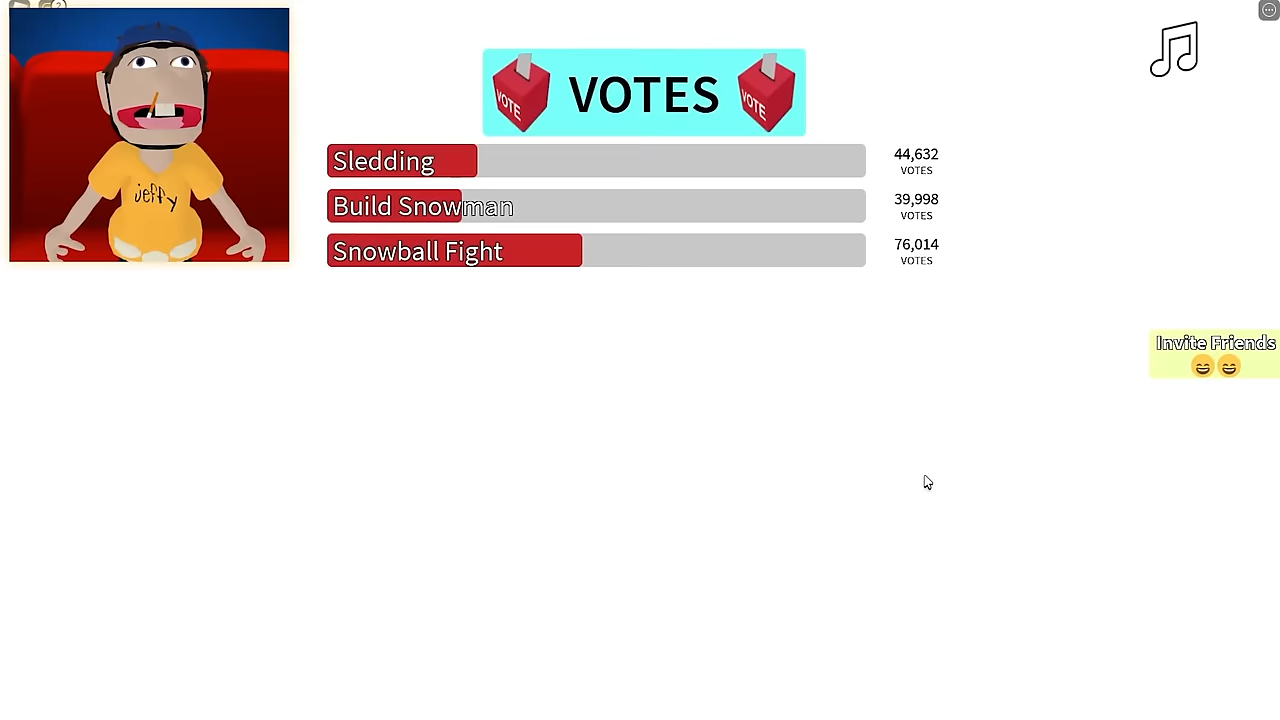 2
jeffy
VOTE VOTES VOTE
Sledding
44,632
VOTES
Build Snowman
39,998
VOTES
Snowball Fight
76,014
VOTES
Invite Friends